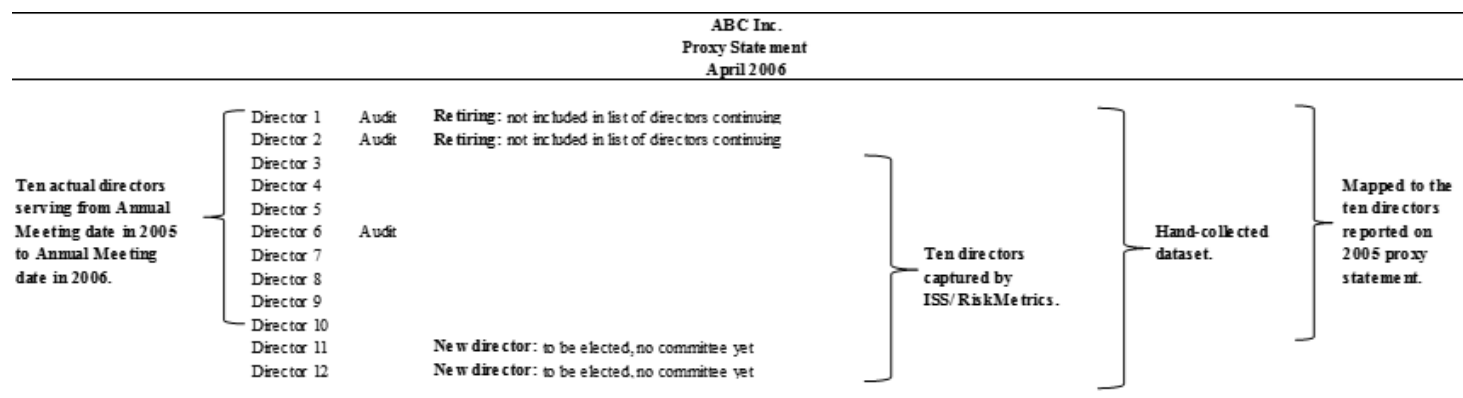 ABC Inc.
Proxy Statement
April 2006
Director 1 Audit Retiring: not included in list of directors continuing
Director 2 Audit Retiring: not included in list of directors continuing
Director 3
Director 4
Director 5
Director 6 Audit
Director 7
Director 8
Director 9
Director 10
Director 11 New director: to be elected, no committee yet
Director 12 New director: to be elected, no committee yet
Ten actual directors
serving from Annual
Meeting date in 2005
to Annual Meeting
date in 2006.
Ten directors
captured by
ISS/RiskMetrics.
Hand-collected
dataset.
Mapped to the
ten directors
reported on
2005 proxy
statement.